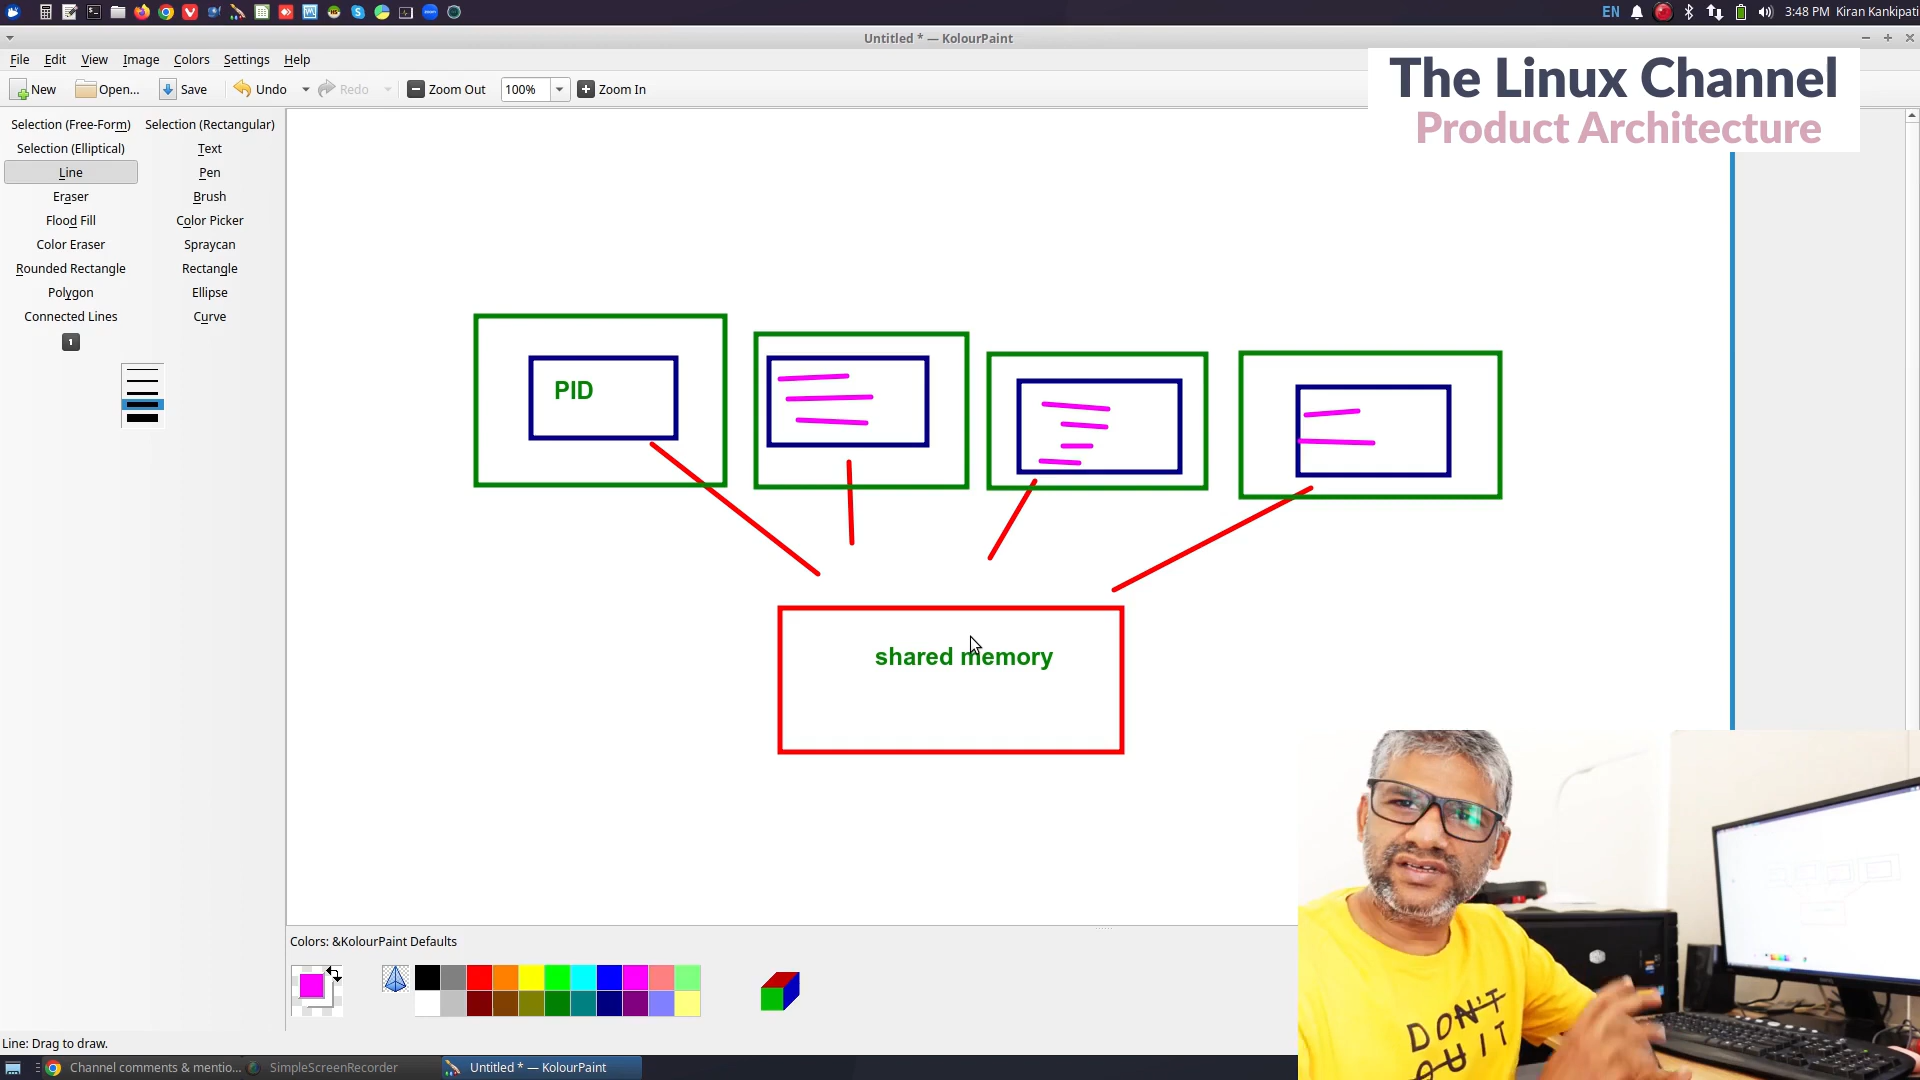 EN
3:48 PM Kiran Kankipati
Untitled * — KolourPaint
File Edit View Image Colors Settings Help
New Open... Save Undo Redo Zoom Out 100% Zoom In
The Linux Channel
Product Architecture
Selection (Free-Form) Selection (Rectangular)
Selection (Elliptical) Text
Line Pen
Eraser Brush
Flood Fill Color Picker
Color Eraser Spraycan
Rounded Rectangle Rectangle
Polygon Ellipse
Connected Lines Curve
1
PID
shared memory
Colors: &KolourPaint Defaults
DON'T
QUIT
Line: Drag to draw.
Channel comments & mentio... SimpleScreenRecorder Untitled * — KolourPaint